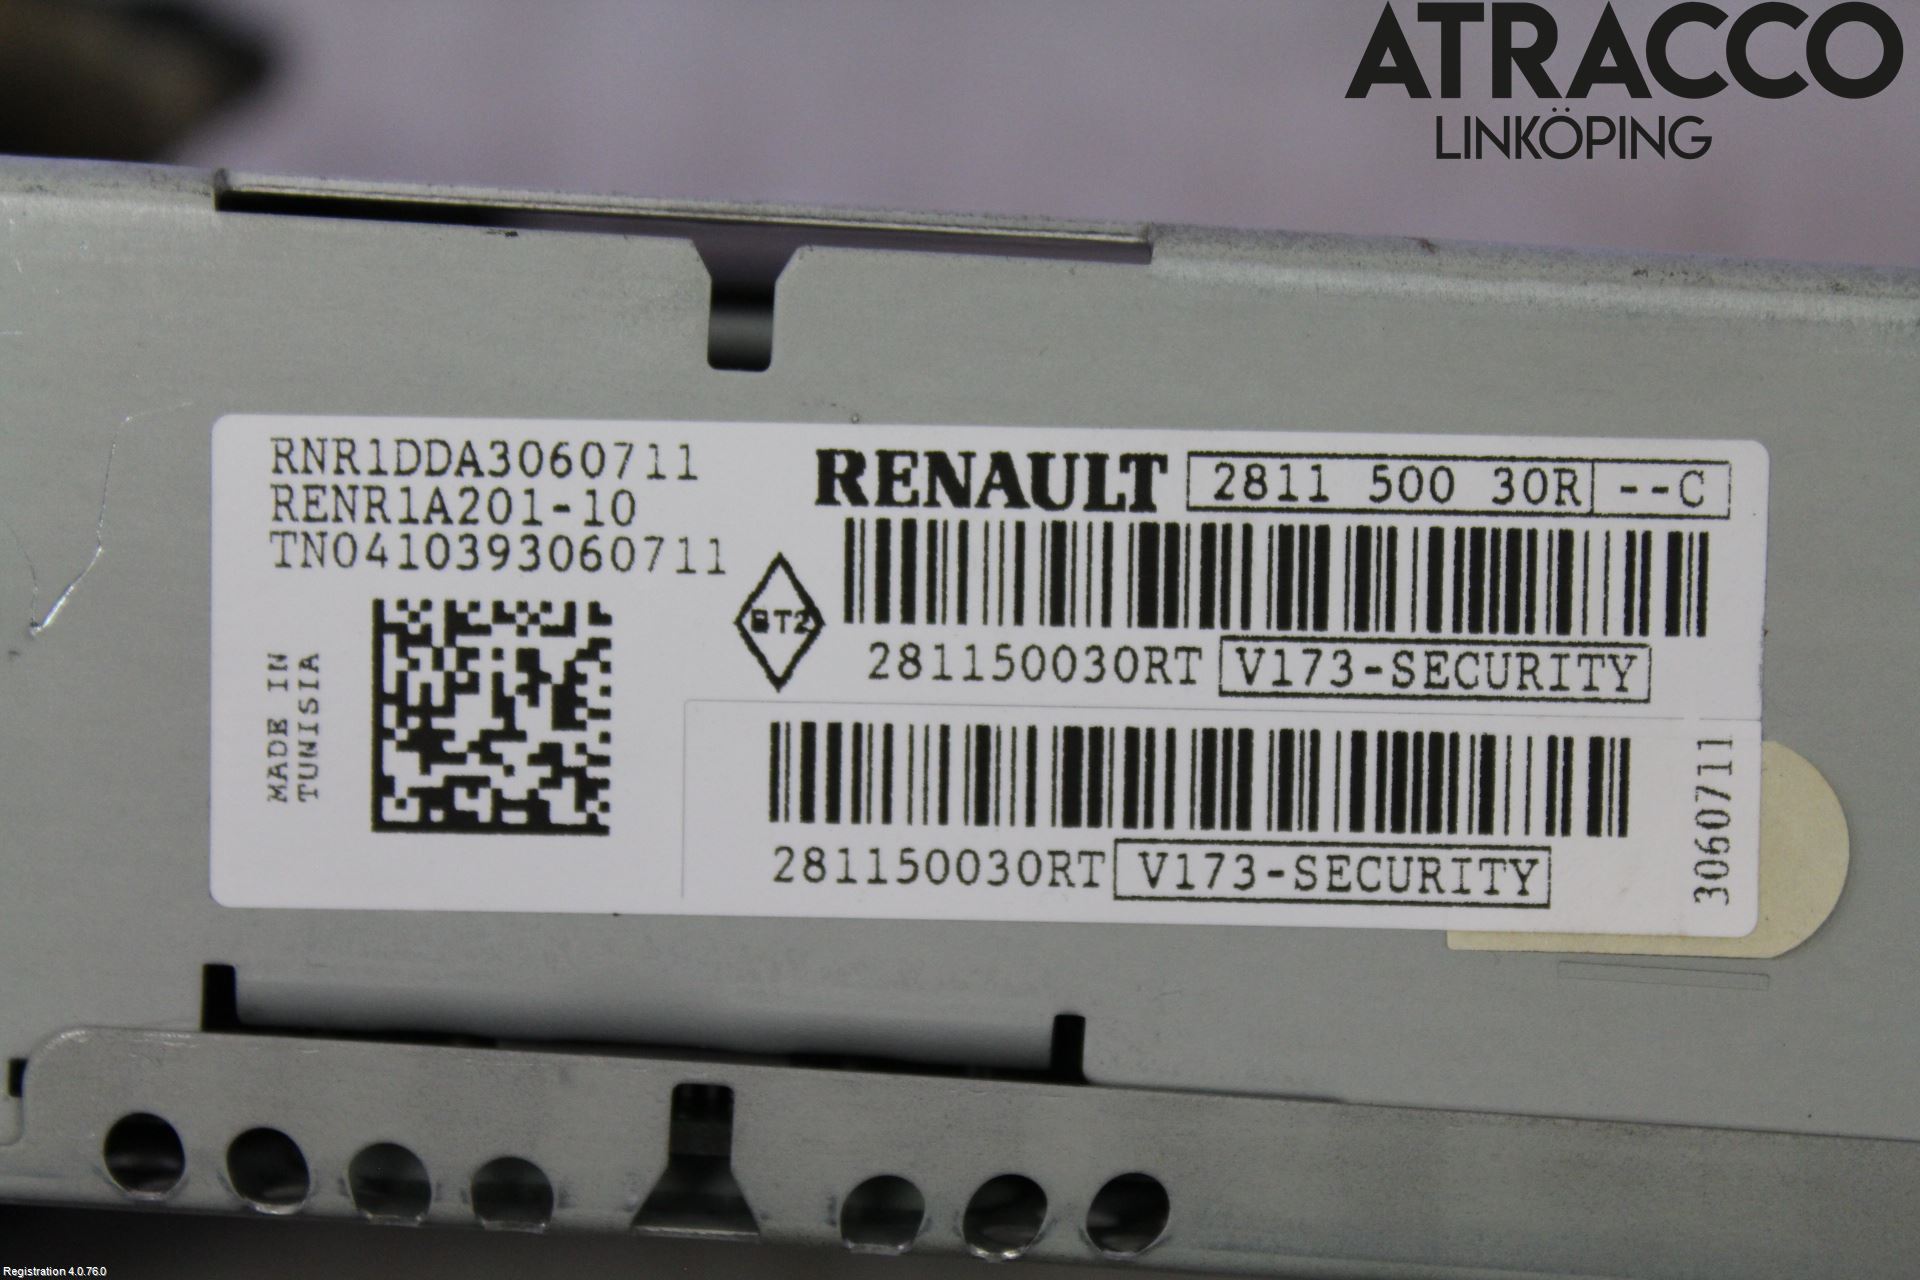 ATRACCO
LINKÖPING
RNR1DDA3060711
RENR1A201-10
TN0410393060711
RENAULT 2811 500 30R --C
BT2
281150030RT V173-SECURITY
MADE IN
TUNISIA
281150030RT V173-SECURITY
3060711
Registration 4.0.76.0